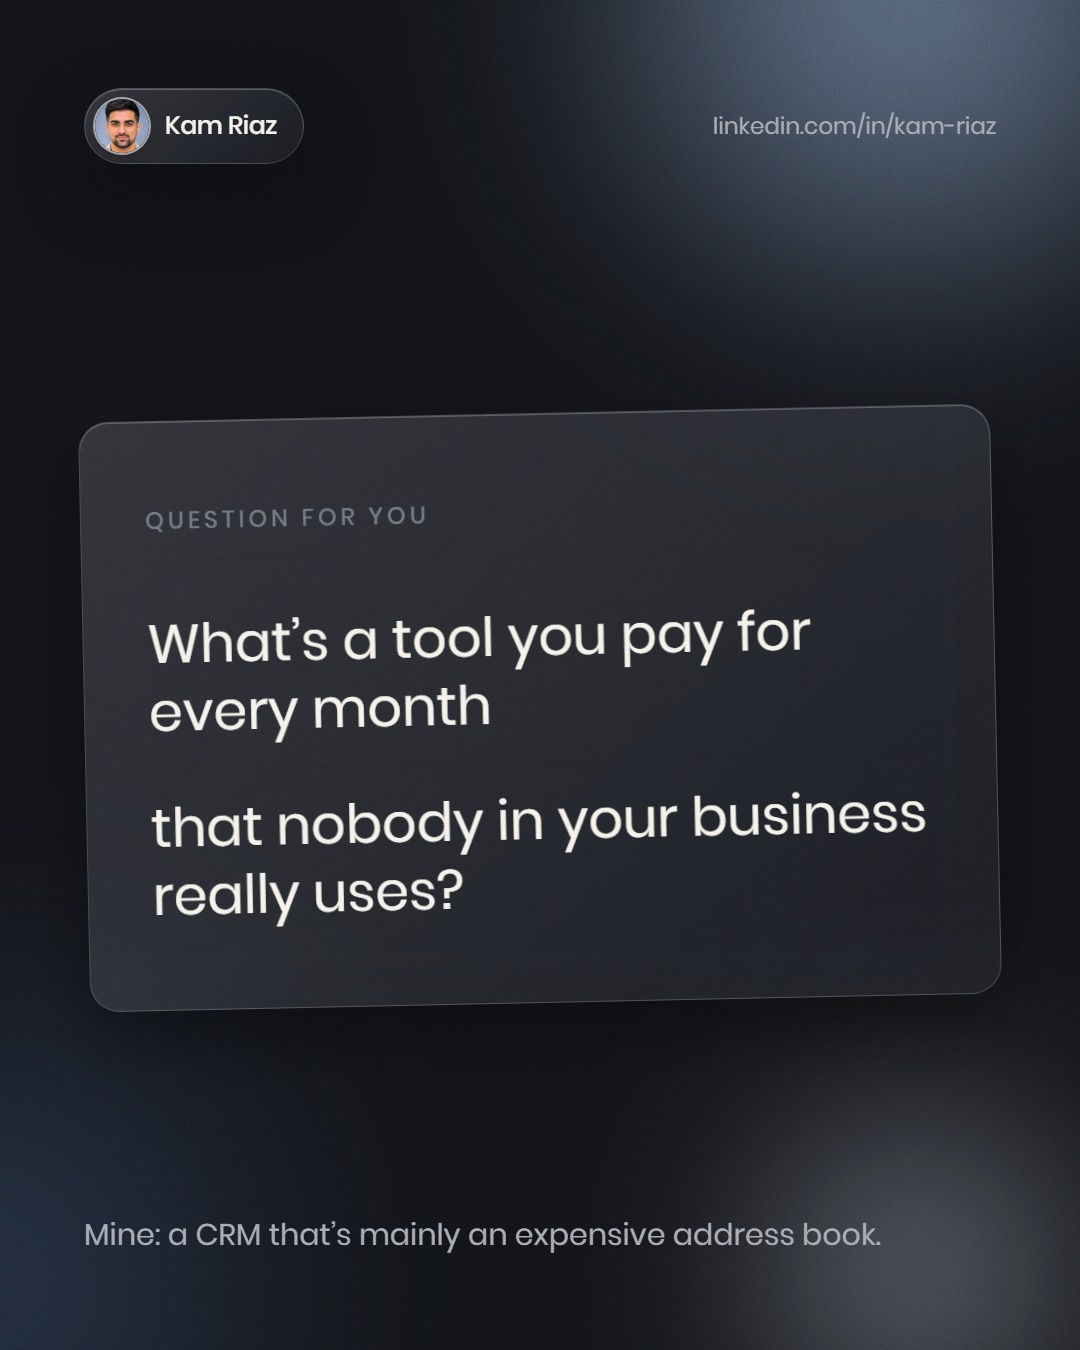 Kam Riaz
linkedin.com/in/kam-riaz
QUESTION FOR YOU
What’s a tool you pay for
every month
that nobody in your business
really uses?
Mine: a CRM that’s mainly an expensive address book.